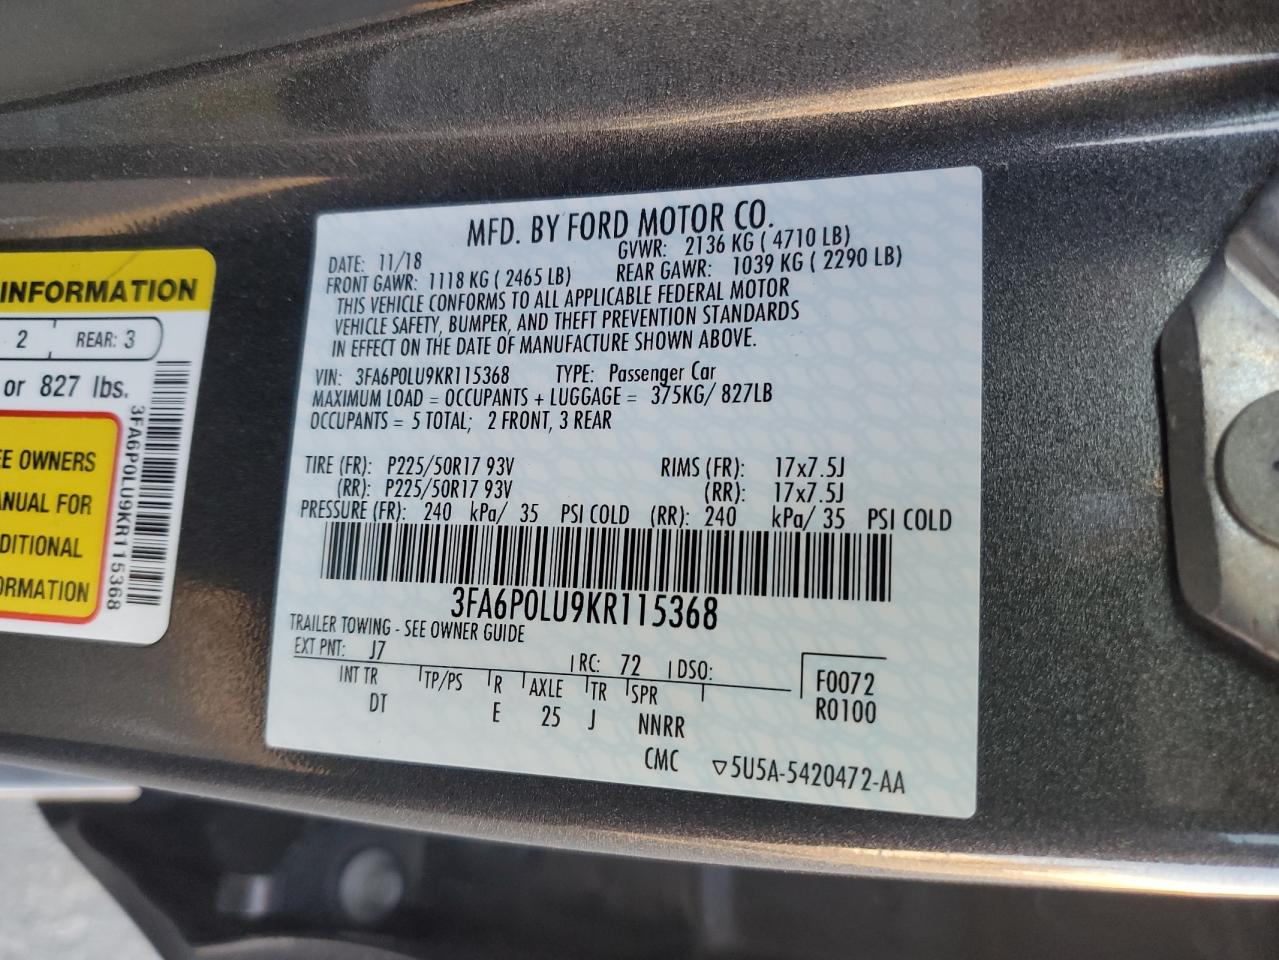 MFD. BY FORD MOTOR CO.
DATE: 11/18 GVWR: 2136 KG ( 4710 LB)
FRONT GAWR: 1118 KG ( 2465 LB) REAR GAWR: 1039 KG ( 2290 LB)
THIS VEHICLE CONFORMS TO ALL APPLICABLE FEDERAL MOTOR
VEHICLE SAFETY, BUMPER, AND THEFT PREVENTION STANDARDS
IN EFFECT ON THE DATE OF MANUFACTURE SHOWN ABOVE.
VIN: 3FA6P0LU9KR115368 TYPE: Passenger Car
MAXIMUM LOAD = OCCUPANTS + LUGGAGE = 375KG/ 827LB
OCCUPANTS = 5 TOTAL; 2 FRONT, 3 REAR
TIRE (FR): P225/50R17 93V RIMS (FR): 17x7.5J
(RR): P225/50R17 93V (RR): 17x7.5J
PRESSURE (FR): 240 kPa/ 35 PSI COLD (RR): 240 kPa/ 35 PSI COLD
3FA6P0LU9KR115368
TRAILER TOWING - SEE OWNER GUIDE
EXT PNT: J7 RC: 72 DSO:
INT TR TP/PS R AXLE TR SPR F0072
DT E 25 J NNRR R0100
CMC ▽5U5A-5420472-AA
INFORMATION
2 REAR: 3
or 827 lbs.
EE OWNERS
ANUAL FOR
DITIONAL
ORMATION
3FA6P0LU9KR115368